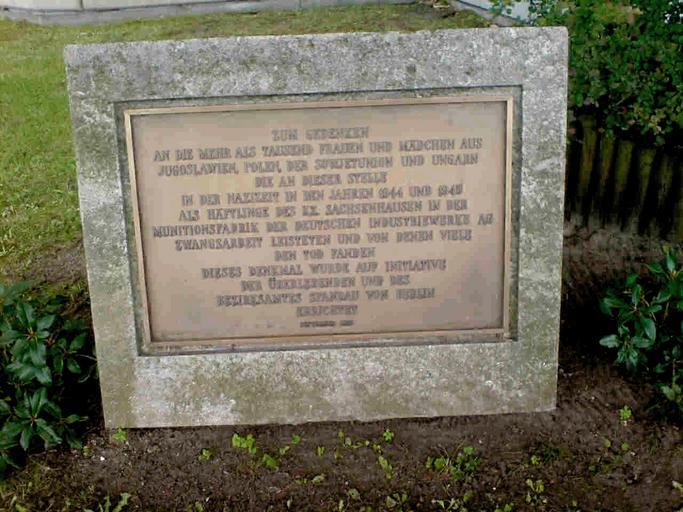 ZUM GEDENKEN
AN DIE MEHR ALS TAUSEND FRAUEN UND MÄDCHEN AUS
JUGOSLAWIEN, POLEN, DER SOWJETUNION UND UNGARN
DIE AN DIESER STELLE
IN DER NAZIZEIT IN DEN JAHREN 1944 UND 1945
ALS HÄFTLINGE DES KZ. SACHSENHAUSEN IN DER
MUNITIONSFABRIK DER DEUTSCHEN INDUSTRIEWERKE AG
ZWANGSARBEIT LEISTETEN UND VON DENEN VIELE
DEN TOD FANDEN
DIESES DENKMAL WURDE AUF INITIATIVE
DER ÜBERLEBENDEN UND DES
BEZIRKSAMTES SPANDAU VON BERLIN
ERRICHTET
SEPTEMBER